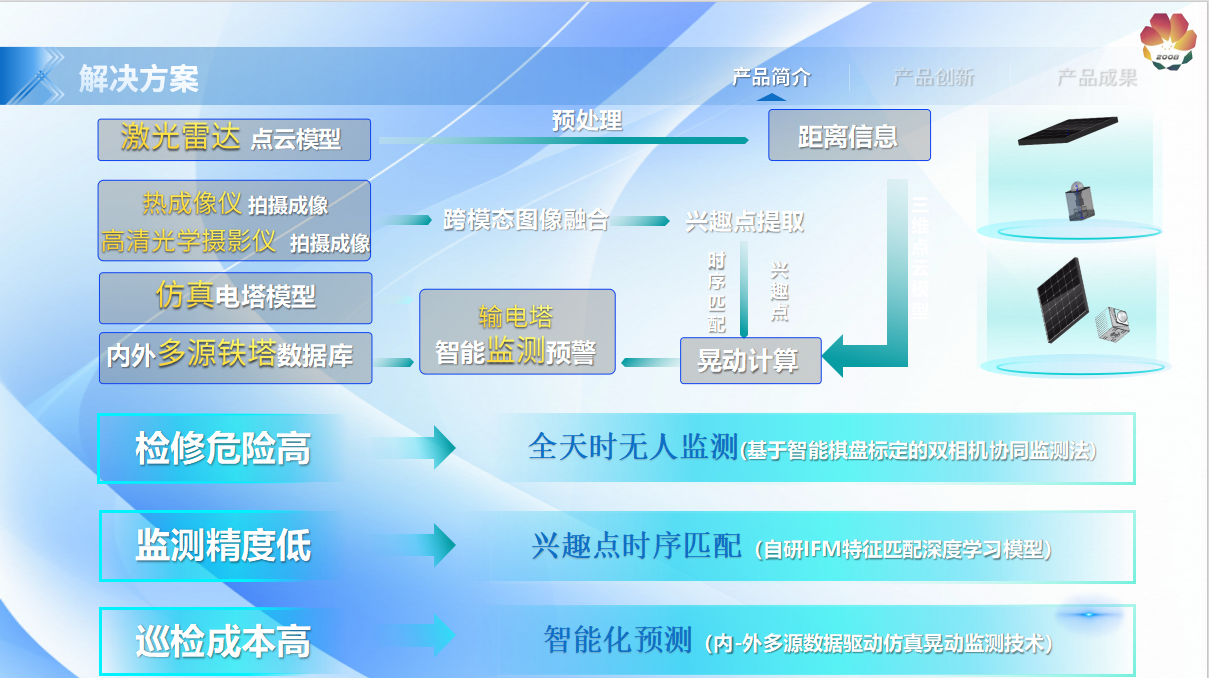 2008
解决方案
产品简介
产品创新
产品成果
激光雷达 点云模型
预处理
距离信息
热成像仪 拍摄成像
高清光学摄影仪 拍摄成像
跨模态图像融合
兴趣点提取
三维点云模型
时序匹配
兴趣点
仿真电塔模型
内外多源铁塔数据库
输电塔
智能监测预警
晃动计算
检修危险高
全天时无人监测(基于智能棋盘标定的双相机协同监测法)
监测精度低
兴趣点时序匹配（自研IFM特征匹配深度学习模型）
巡检成本高
智能化预测（内-外多源数据驱动仿真晃动监测技术）